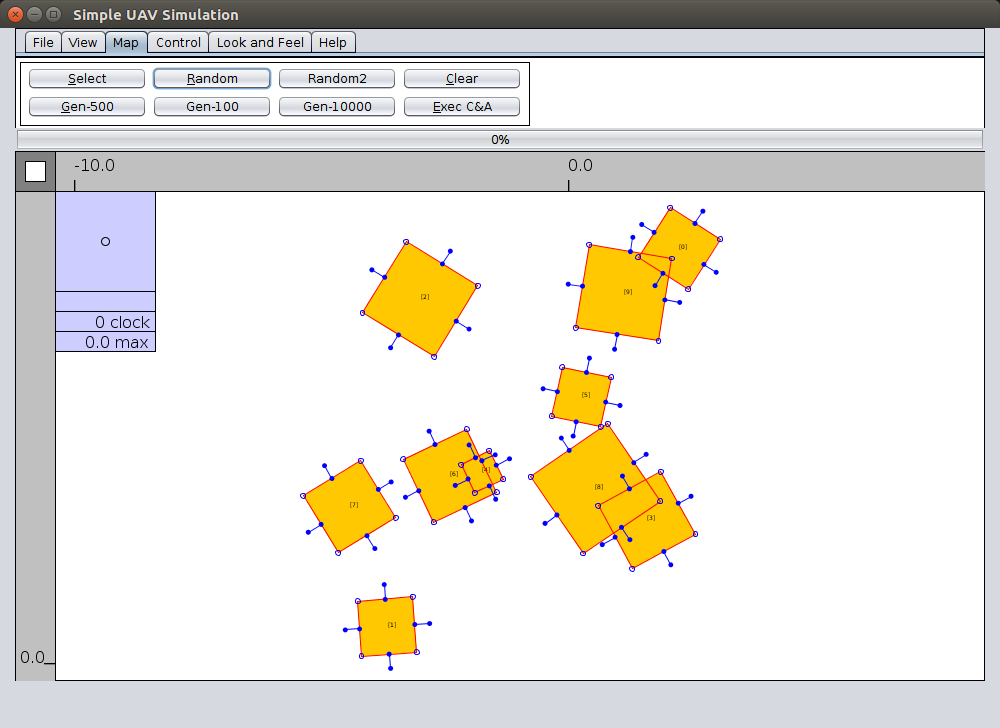 Simple UAV Simulation
File View Map Control Look and Feel Help
Select Random Random2 Clear
Gen-500 Gen-100 Gen-10000 Exec C&A
0%
-10.0 0.0
0 clock
0.0 max
[0]
[9]
[2]
[5]
[6] [4]
[8]
[7]
[3]
[1]
0.0